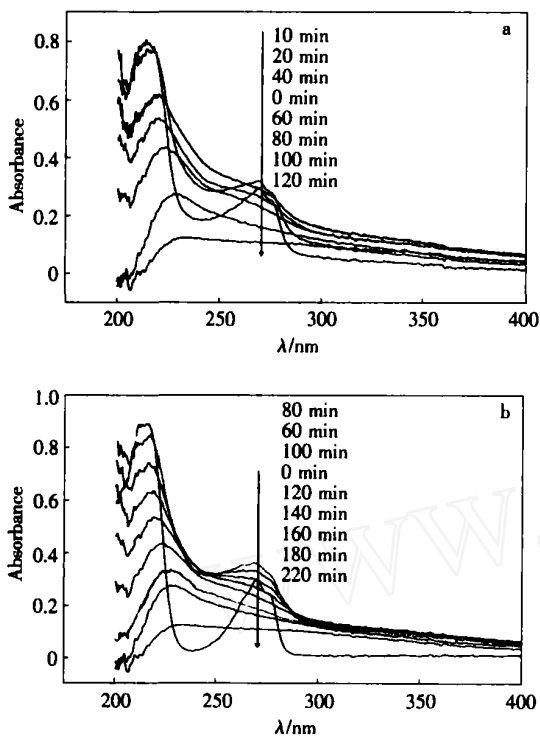 a
0.8
0.6
0.4
0.2
0
Absorbance
10 min
20 min
40 min
0 min
60 min
80 min
100 min
120 min
200 250 300 350 400
λ/nm
b
1.0
0.8
0.6
0.4
0.2
0
Absorbance
80 min
60 min
100 min
0 min
120 min
140 min
160 min
180 min
220 min
200 250 300 350 400
λ/nm